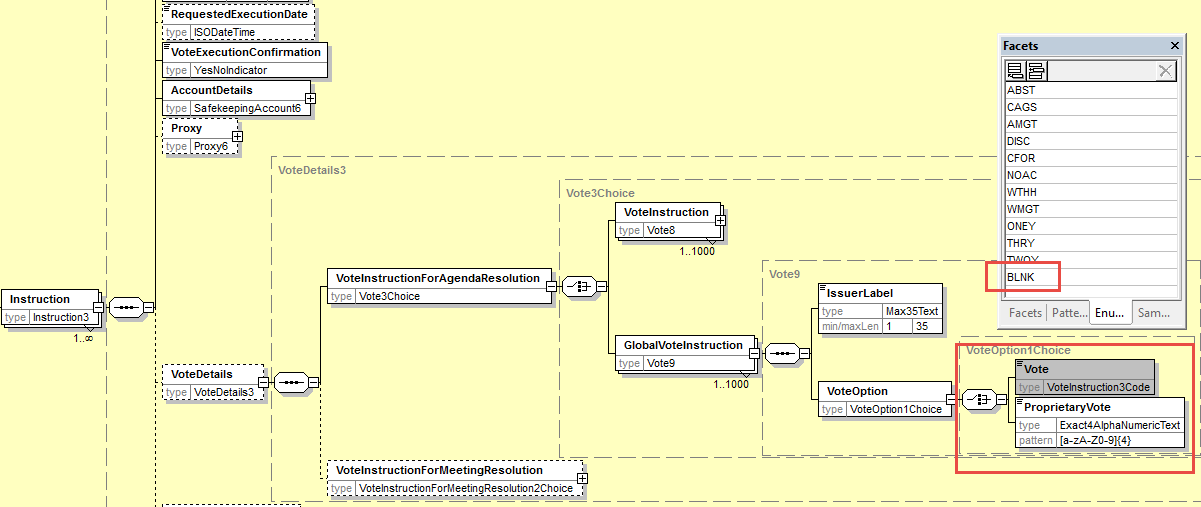 RequestedExecutionDate
type ISODateTime
VoteExecutionConfirmation
type YesNoIndicator
AccountDetails
type SafekeepingAccount6
Proxy
type Proxy6
VoteDetails3
Vote3Choice
VoteInstruction
type Vote8
1..1000
VoteInstructionForAgendaResolution
type Vote3Choice
Vote9
IssuerLabel
type Max35Text
min/maxLen 1 35
Instruction
type Instruction3
1..∞
GlobalVoteInstruction
type Vote9
1..1000
VoteDetails
type VoteDetails3
VoteOption
type VoteOption1Choice
VoteOption1Choice
Vote
type VoteInstruction3Code
ProprietaryVote
type Exact4AlphaNumericText
pattern [a-zA-Z0-9]{4}
VoteInstructionForMeetingResolution
type VoteInstructionForMeetingResolution2Choice
Facets
ABST
CAGS
AMGT
DISC
CFOR
NOAC
WTHH
WMGT
ONEY
THRY
TWOY
BLNK
Facets Patte... Enu... Sam...